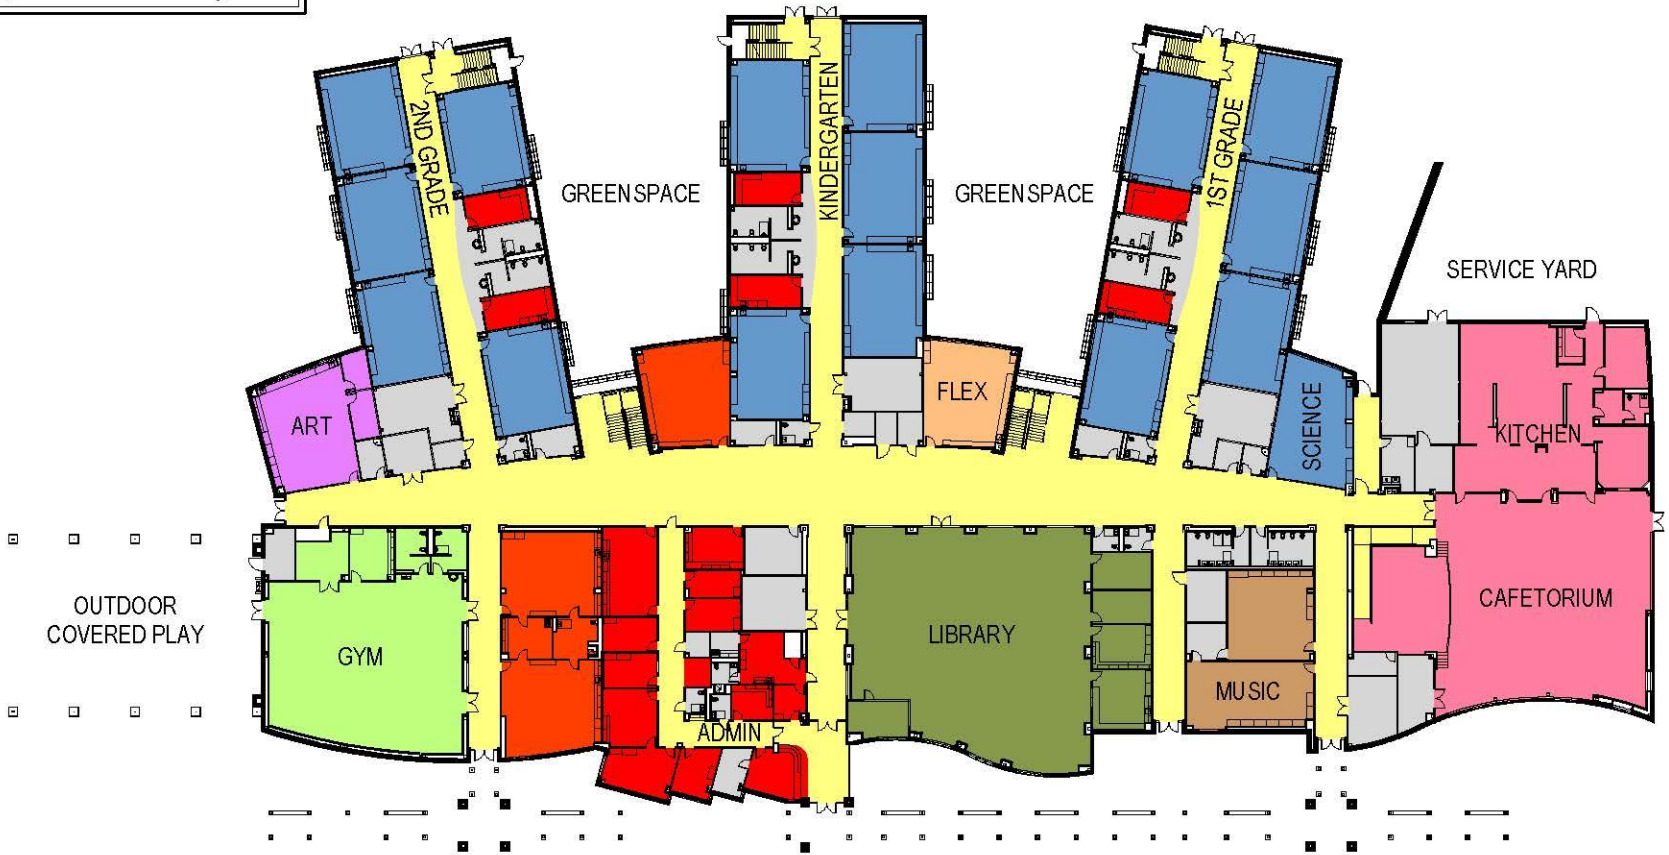 2ND GRADE
KINDERGARTEN
1ST GRADE
GREENSPACE
GREENSPACE
SERVICE YARD
ART
FLEX
SCIENCE
KITCHEN
OUTDOOR
COVERED PLAY
GYM
LIBRARY
CAFETORIUM
MUSIC
ADMIN